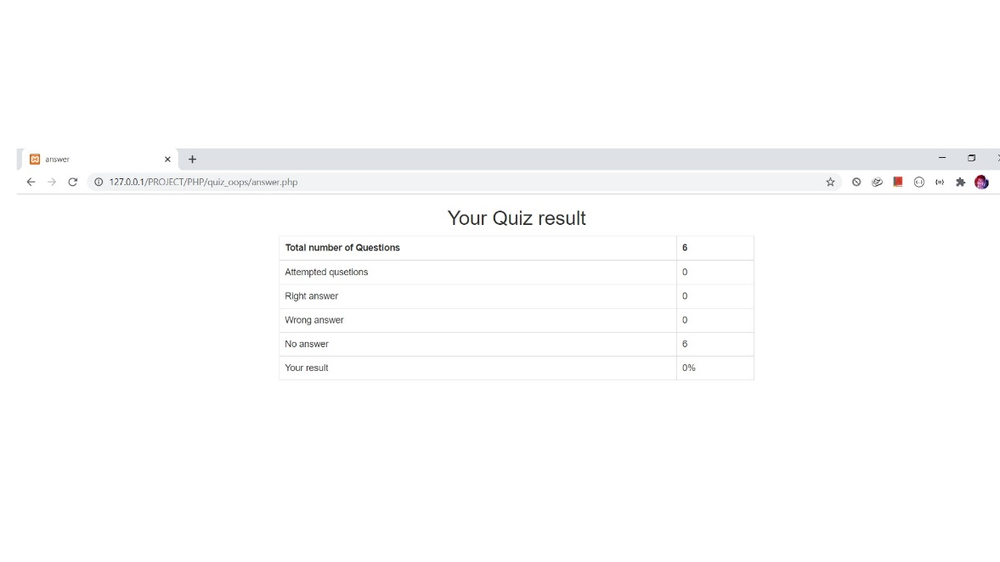 answer
127.0.0.1/PROJECT/PHP/quiz_oops/answer.php
Your Quiz result
Total number of Questions 6
Attempted qusetions 0
Right answer 0
Wrong answer 0
No answer 6
Your result 0%